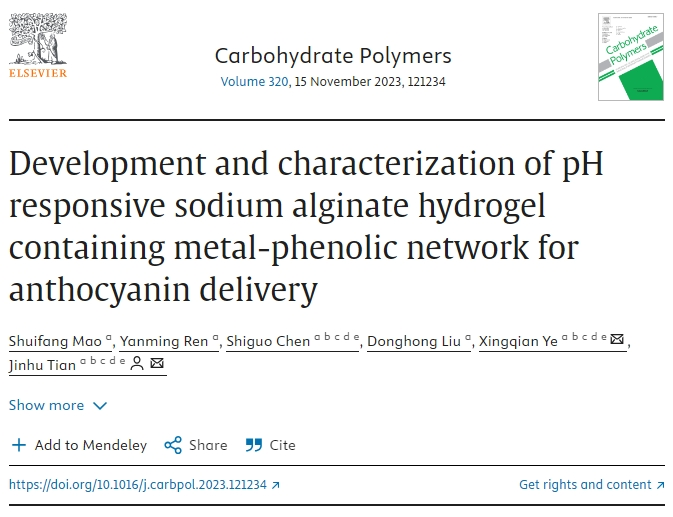 ELSEVIER
Carbohydrate Polymers
Volume 320, 15 November 2023, 121234
Carbohydrate
Polymers
Development and characterization of pH
responsive sodium alginate hydrogel
containing metal-phenolic network for
anthocyanin delivery
Shuifang Mao a, Yanming Ren a, Shiguo Chen a b c d e, Donghong Liu a, Xingqian Ye a b c d e,
Jinhu Tian a b c d e
Show more
Add to Mendeley Share Cite
https://doi.org/10.1016/j.carbpol.2023.121234
Get rights and content